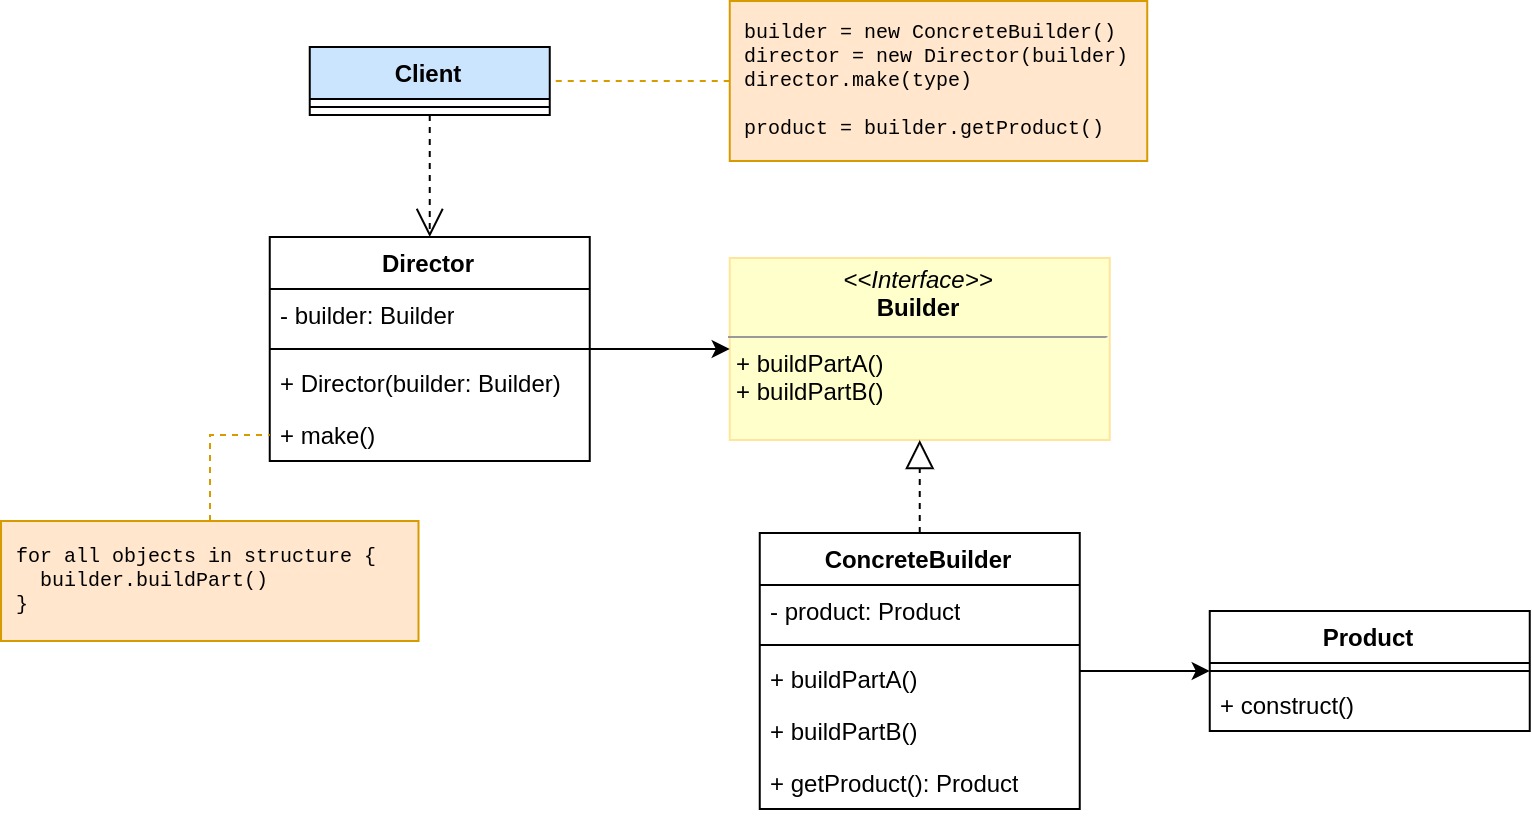 Client
builder = new ConcreteBuilder()
director = new Director(builder)
director.make(type)
product = builder.getProduct()
Director
- builder: Builder
+ Director(builder: Builder)
+ make()
<<Interface>>
Builder
+ buildPartA()
+ buildPartB()
for all objects in structure {
  builder.buildPart()
}
ConcreteBuilder
- product: Product
+ buildPartA()
+ buildPartB()
+ getProduct(): Product
Product
+ construct()